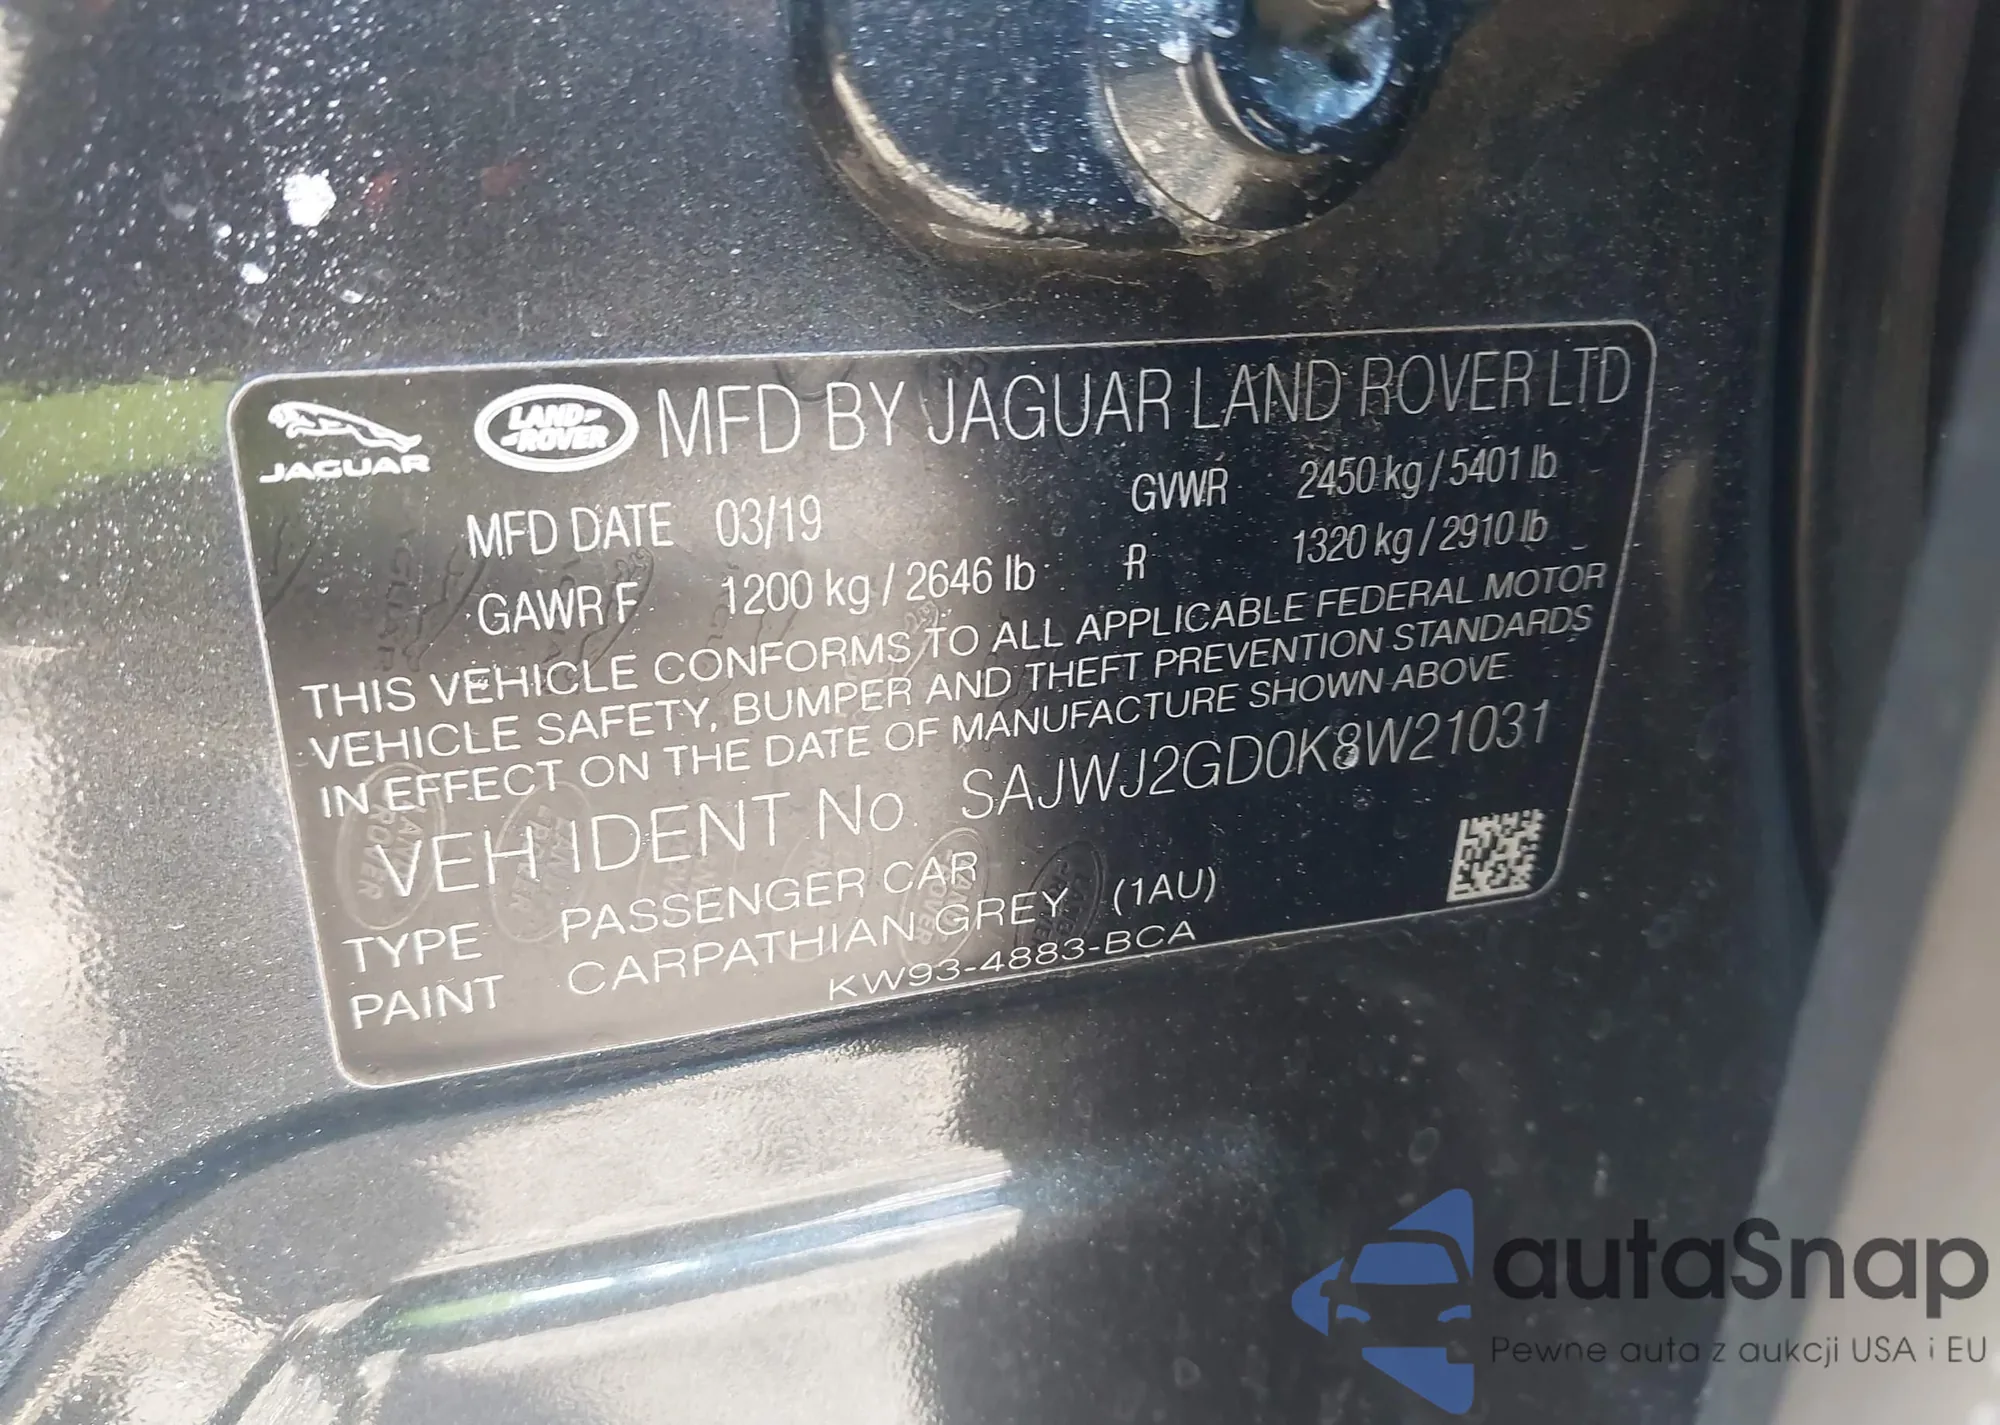 JAGUAR
LAND-
-ROVER
MFD BY JAGUAR LAND ROVER LTD
MFD DATE 03/19 GVWR 2450 kg / 5401 lb
GAWR F 1200 kg / 2646 lb R 1320 kg / 2910 lb
THIS VEHICLE CONFORMS TO ALL APPLICABLE FEDERAL MOTOR
VEHICLE SAFETY, BUMPER AND THEFT PREVENTION STANDARDS
IN EFFECT ON THE DATE OF MANUFACTURE SHOWN ABOVE
VEH IDENT No. SAJWJ2GD0K8W21031
TYPE PASSENGER CAR
PAINT CARPATHIAN GREY (1AU)
KW93-4883-BCA
autaSnap
Pewne auta z aukcji USA i EU